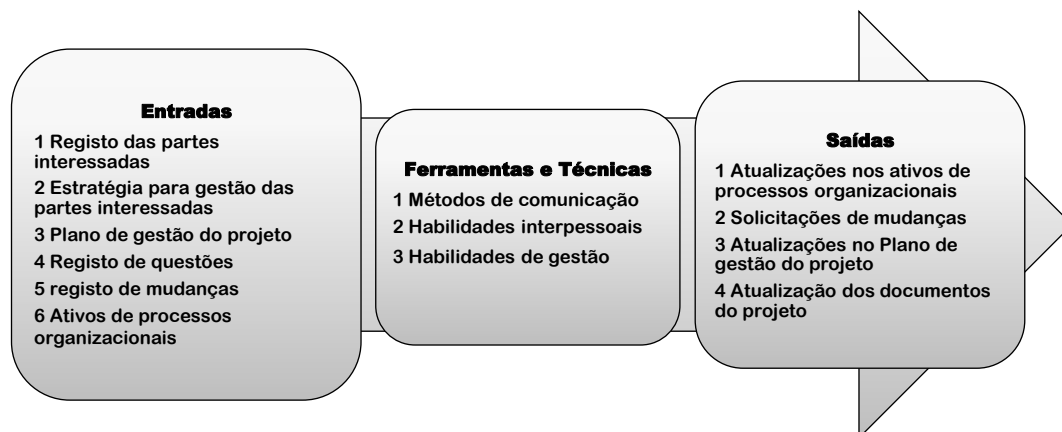 Entradas
1 Registo das partes
interessadas
2 Estratégia para gestão das
partes interessadas
3 Plano de gestão do projeto
4 Registo de questões
5 registo de mudanças
6 Ativos de processos
organizacionais
Ferramentas e Técnicas
1 Métodos de comunicação
2 Habilidades interpessoais
3 Habilidades de gestão
Saídas
1 Atualizações nos ativos de
processos organizacionais
2 Solicitações de mudanças
3 Atualizações no Plano de
gestão do projeto
4 Atualização dos documentos
do projeto